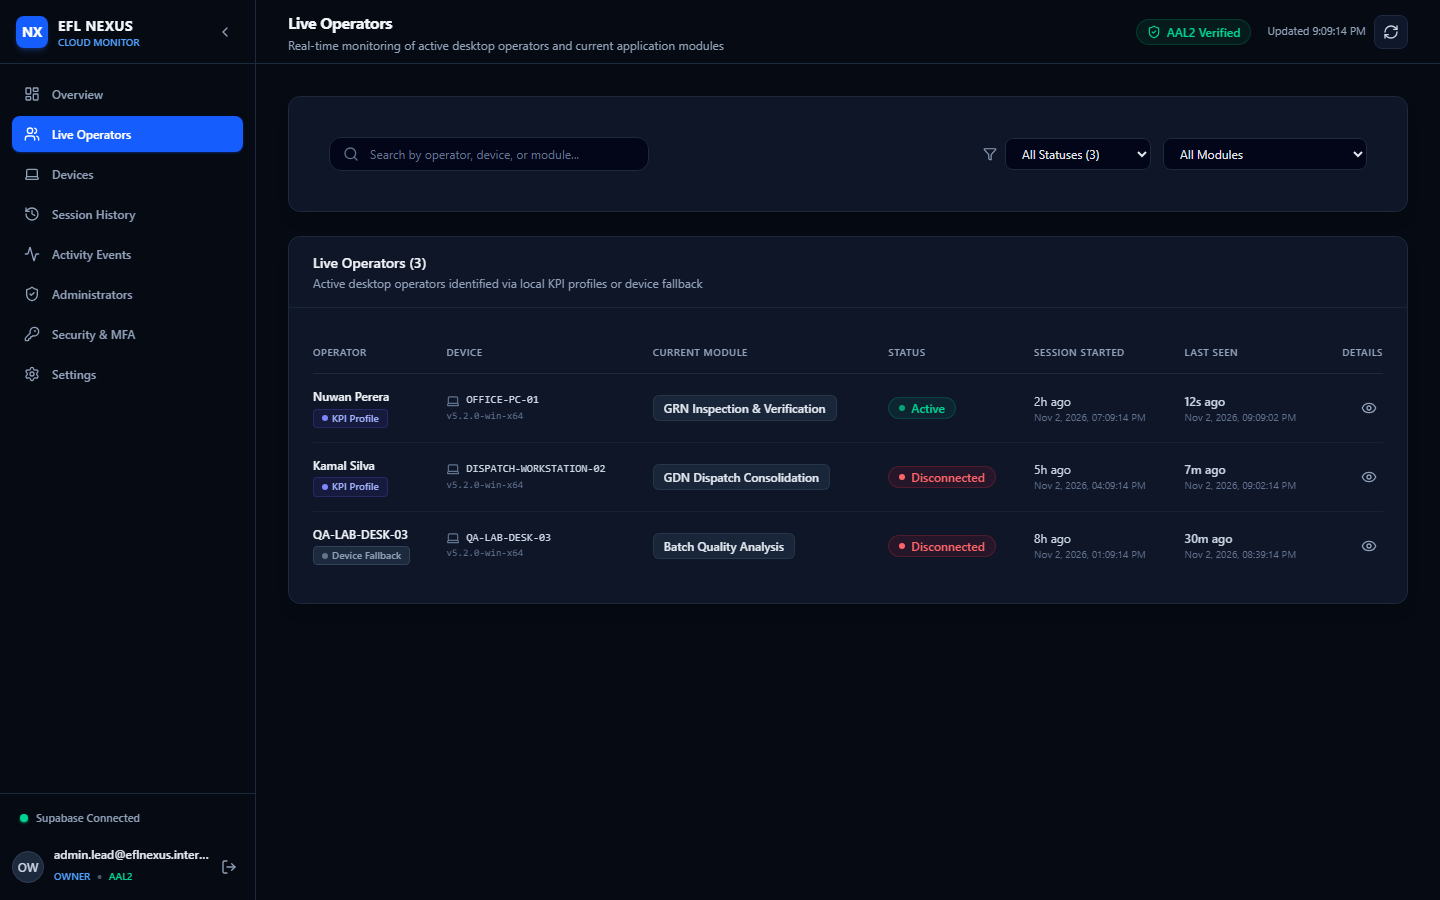 NX
EFL NEXUS
CLOUD MONITOR
Overview
Live Operators
Devices
Session History
Activity Events
Administrators
Security & MFA
Settings
Supabase Connected
OW
admin.lead@eflnexus.inter...
OWNER • AAL2
Live Operators
Real-time monitoring of active desktop operators and current application modules
AAL2 Verified
Updated 9:09:14 PM
Search by operator, device, or module...
All Statuses (3)
All Modules
Live Operators (3)
Active desktop operators identified via local KPI profiles or device fallback
OPERATOR DEVICE CURRENT MODULE STATUS SESSION STARTED LAST SEEN DETAILS
Nuwan Perera
KPI Profile
OFFICE-PC-01
v5.2.0-win-x64
GRN Inspection & Verification
Active
2h ago
Nov 2, 2026, 07:09:14 PM
12s ago
Nov 2, 2026, 09:09:02 PM
Kamal Silva
KPI Profile
DISPATCH-WORKSTATION-02
v5.2.0-win-x64
GDN Dispatch Consolidation
Disconnected
5h ago
Nov 2, 2026, 04:09:14 PM
7m ago
Nov 2, 2026, 09:02:14 PM
QA-LAB-DESK-03
Device Fallback
QA-LAB-DESK-03
v5.2.0-win-x64
Batch Quality Analysis
Disconnected
8h ago
Nov 2, 2026, 01:09:14 PM
30m ago
Nov 2, 2026, 08:39:14 PM